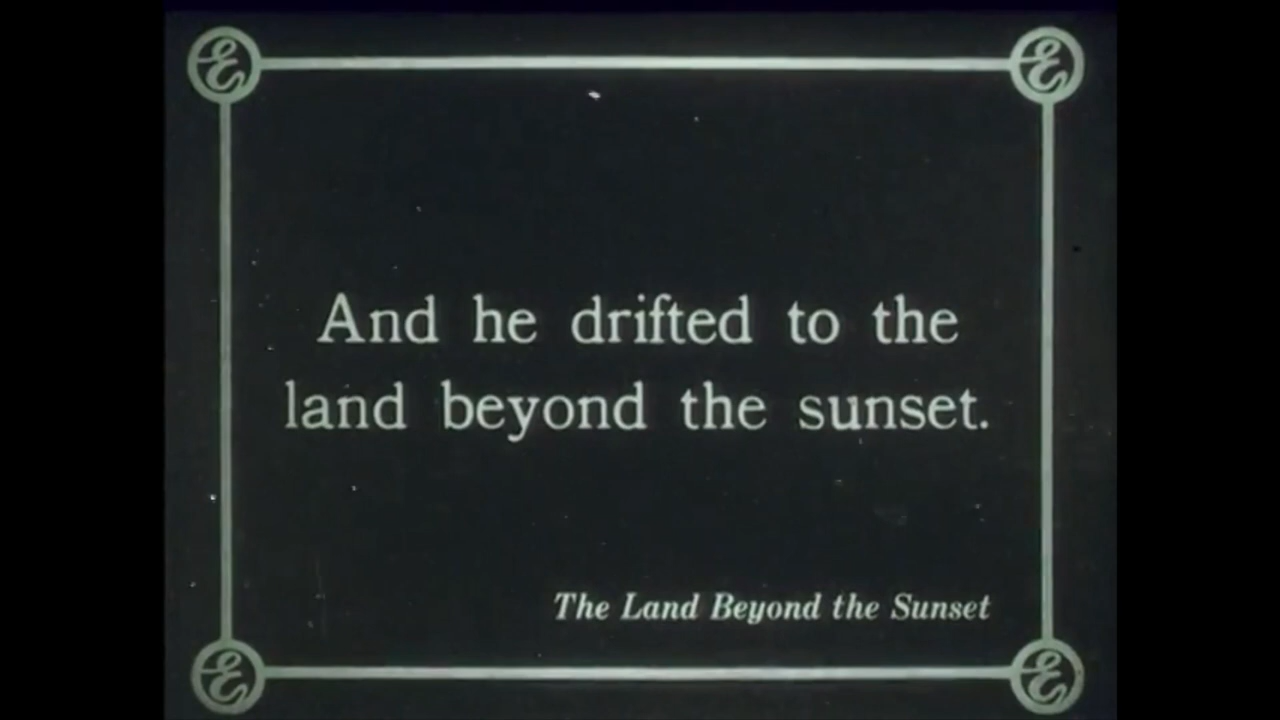 E E
And he drifted to the
land beyond the sunset.
The Land Beyond the Sunset
E E